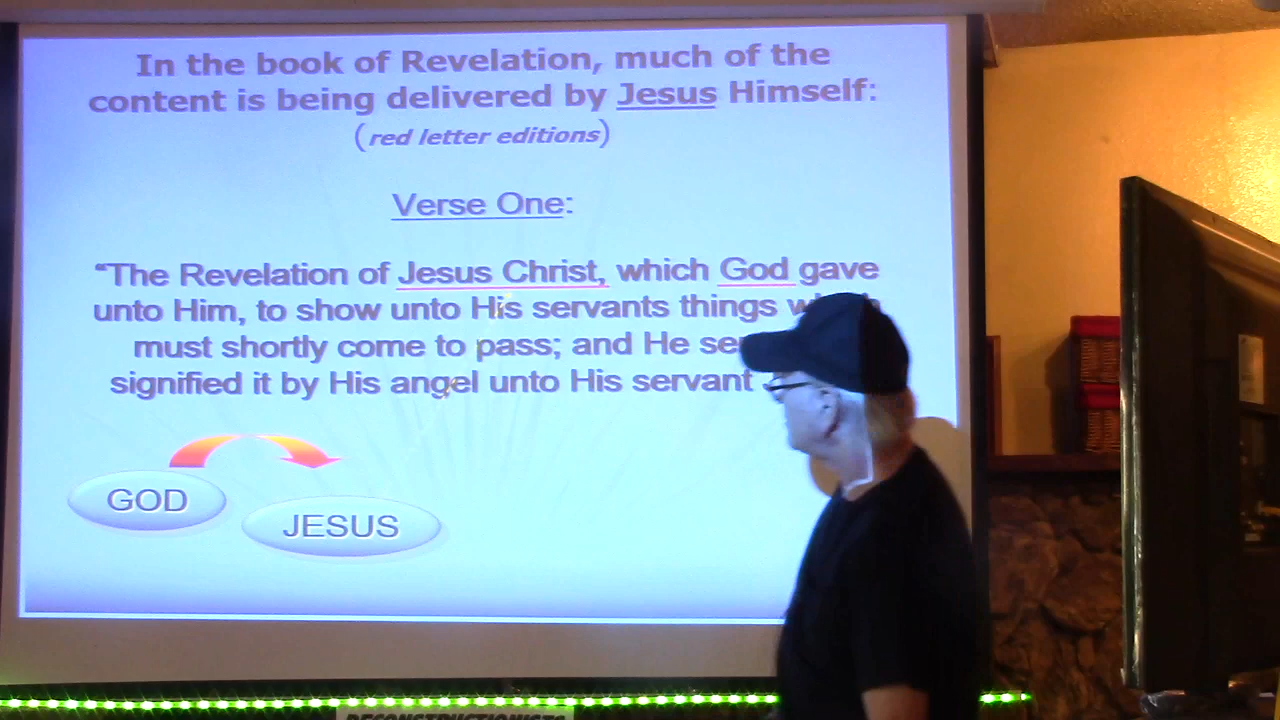 In the book of Revelation, much of the
content is being delivered by Jesus Himself:
(red letter editions)
Verse One:
“The Revelation of Jesus Christ, which God gave
unto Him, to show unto His servants things
must shortly come to pass; and He
signified it by His angel unto His servant
GOD
JESUS